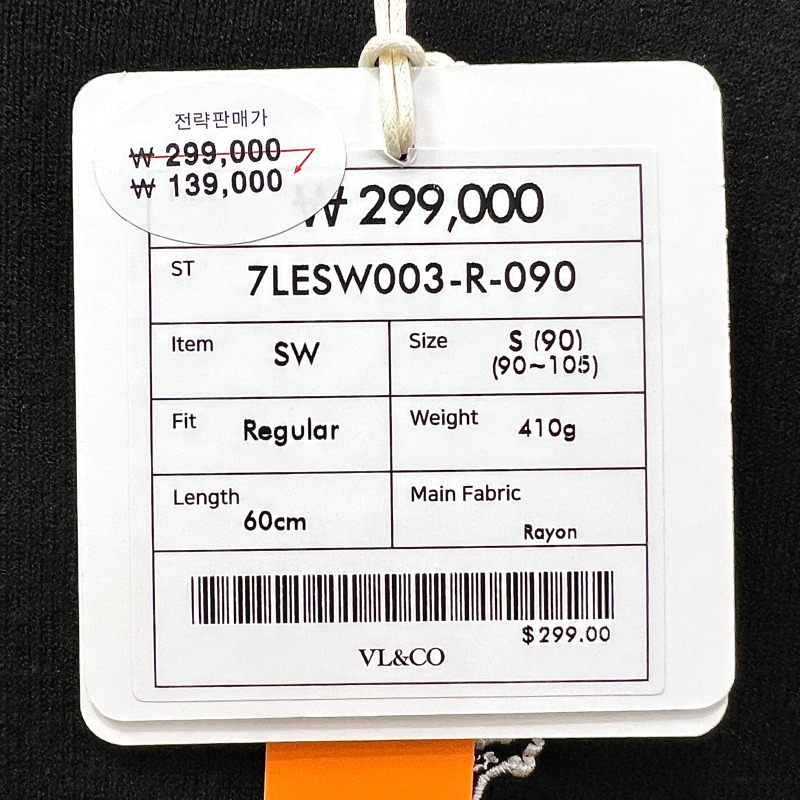 전략판매가
₩ 299,000
₩ 139,000
₩ 299,000
ST 7LESW003-R-090
Item SW
Size S (90)
(90~105)
Fit Regular
Weight 410g
Length 60cm
Main Fabric Rayon
$299.00
VL&CO